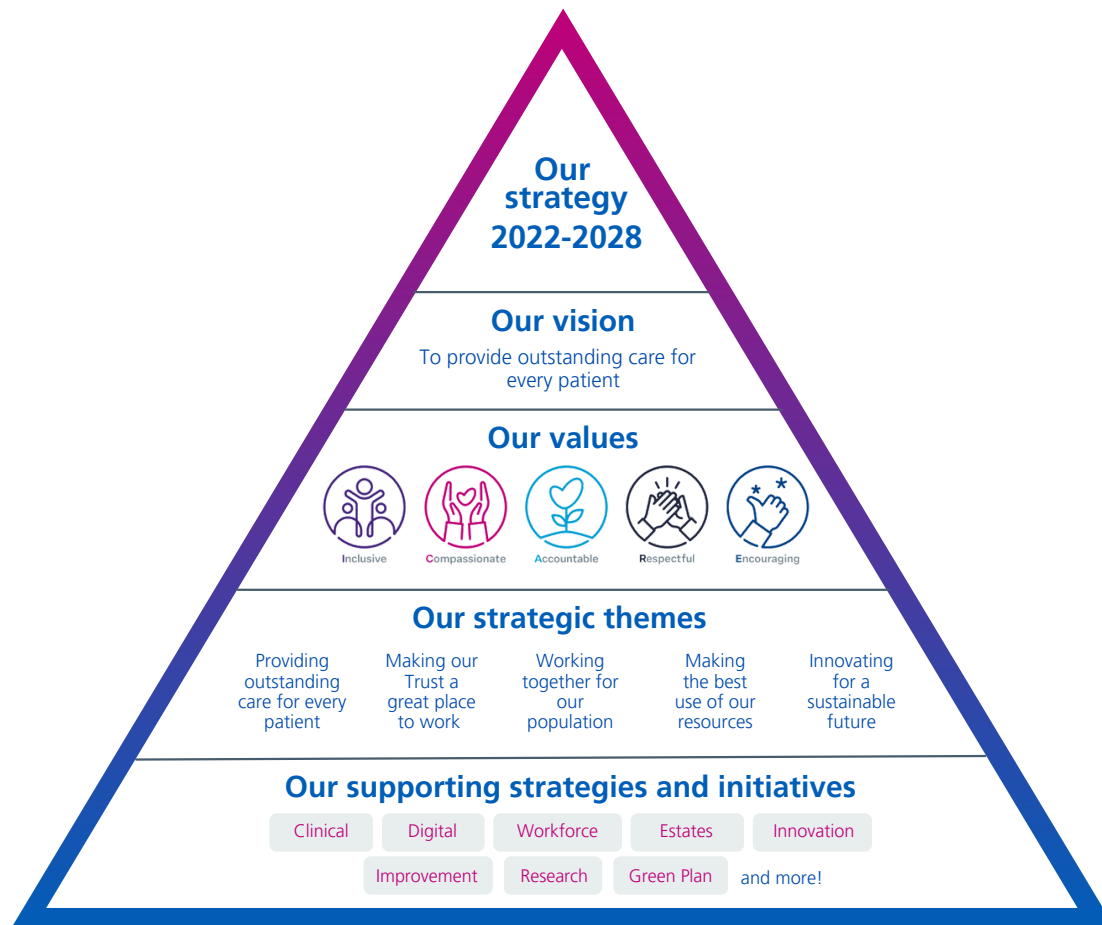 Our
strategy
2022-2028
Our vision
To provide outstanding care for
every patient
Our values
Inclusive
Compassionate
Accountable
Respectful
Encouraging
Our strategic themes
Providing
outstanding
care for every
patient
Making our
Trust a
great place
to work
Working
together for
our
population
Making
the best
use of our
resources
Innovating
for a
sustainable
future
Our supporting strategies and initiatives
Clinical
Digital
Workforce
Estates
Innovation
Improvement
Research
Green Plan
and more!